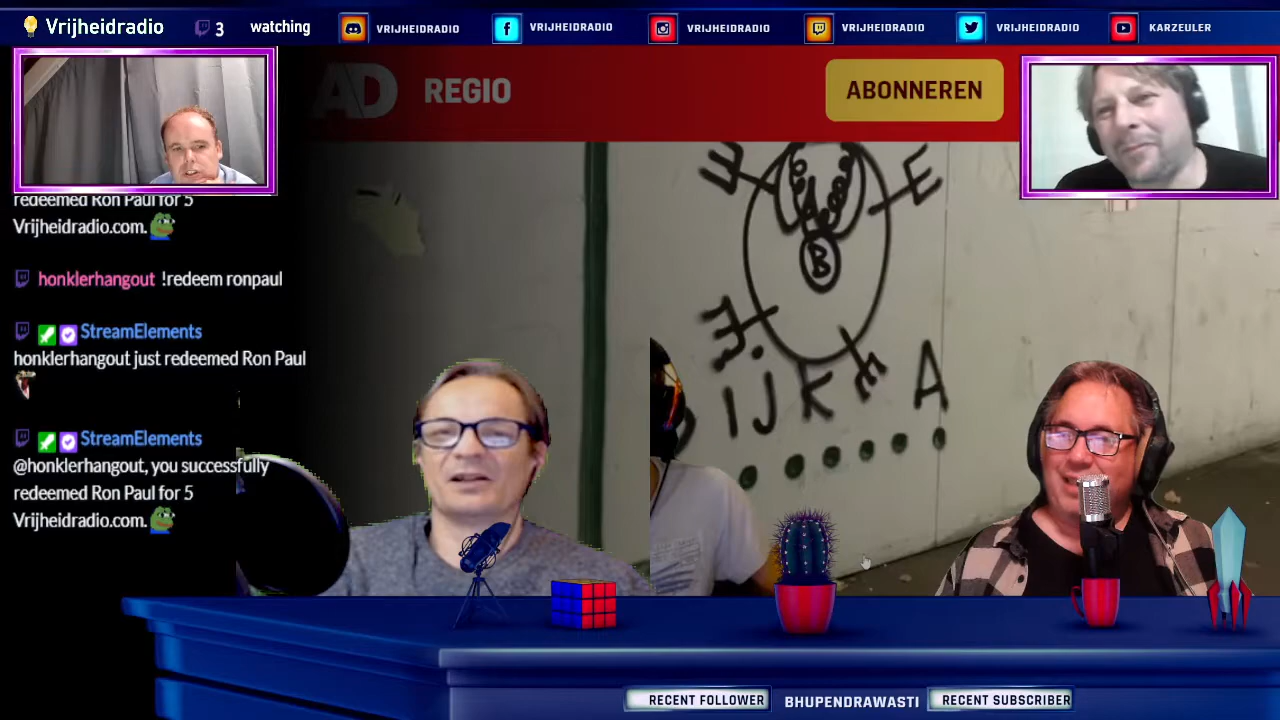 Vrijheidradio
3 watching
VRIJHEIDRADIO
VRIJHEIDRADIO
VRIJHEIDRADIO
VRIJHEIDRADIO
VRIJHEIDRADIO
KARZEULER
AD REGIO
ABONNEREN
redeemed Ron Paul for 5
Vrijheidradio.com.
honklerhangout !redeem ronpaul
StreamElements
honklerhangout just redeemed Ron Paul
StreamElements
@honklerhangout, you successfully
redeemed Ron Paul for 5
Vrijheidradio.com.
E
B
IJK
A
RECENT FOLLOWER BHUPENDRAWASTI RECENT SUBSCRIBER